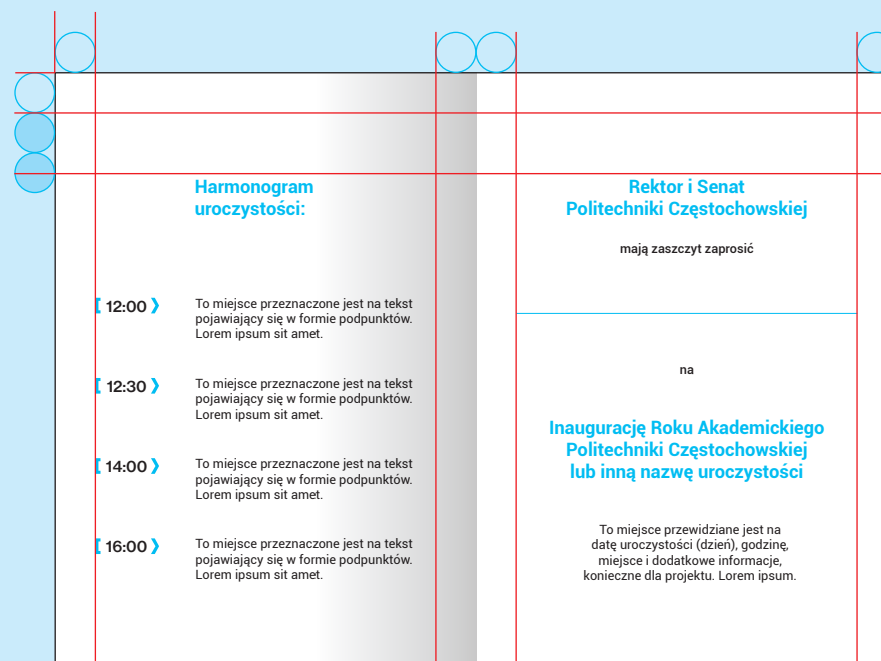 Harmonogram
uroczystości:
12:00
To miejsce przeznaczone jest na tekst
pojawiający się w formie podpunktów.
Lorem ipsum sit amet.
12:30
To miejsce przeznaczone jest na tekst
pojawiający się w formie podpunktów.
Lorem ipsum sit amet.
14:00
To miejsce przeznaczone jest na tekst
pojawiający się w formie podpunktów.
Lorem ipsum sit amet.
16:00
To miejsce przeznaczone jest na tekst
pojawiający się w formie podpunktów.
Lorem ipsum sit amet.
Rektor i Senat
Politechniki Częstochowskiej
mają zaszczyt zaprosić
na
Inaugurację Roku Akademickiego
Politechniki Częstochowskiej
lub inną nazwę uroczystości
To miejsce przewidziane jest na
datę uroczystości (dzień), godzinę,
miejsce i dodatkowe informacje,
konieczne dla projektu. Lorem ipsum.